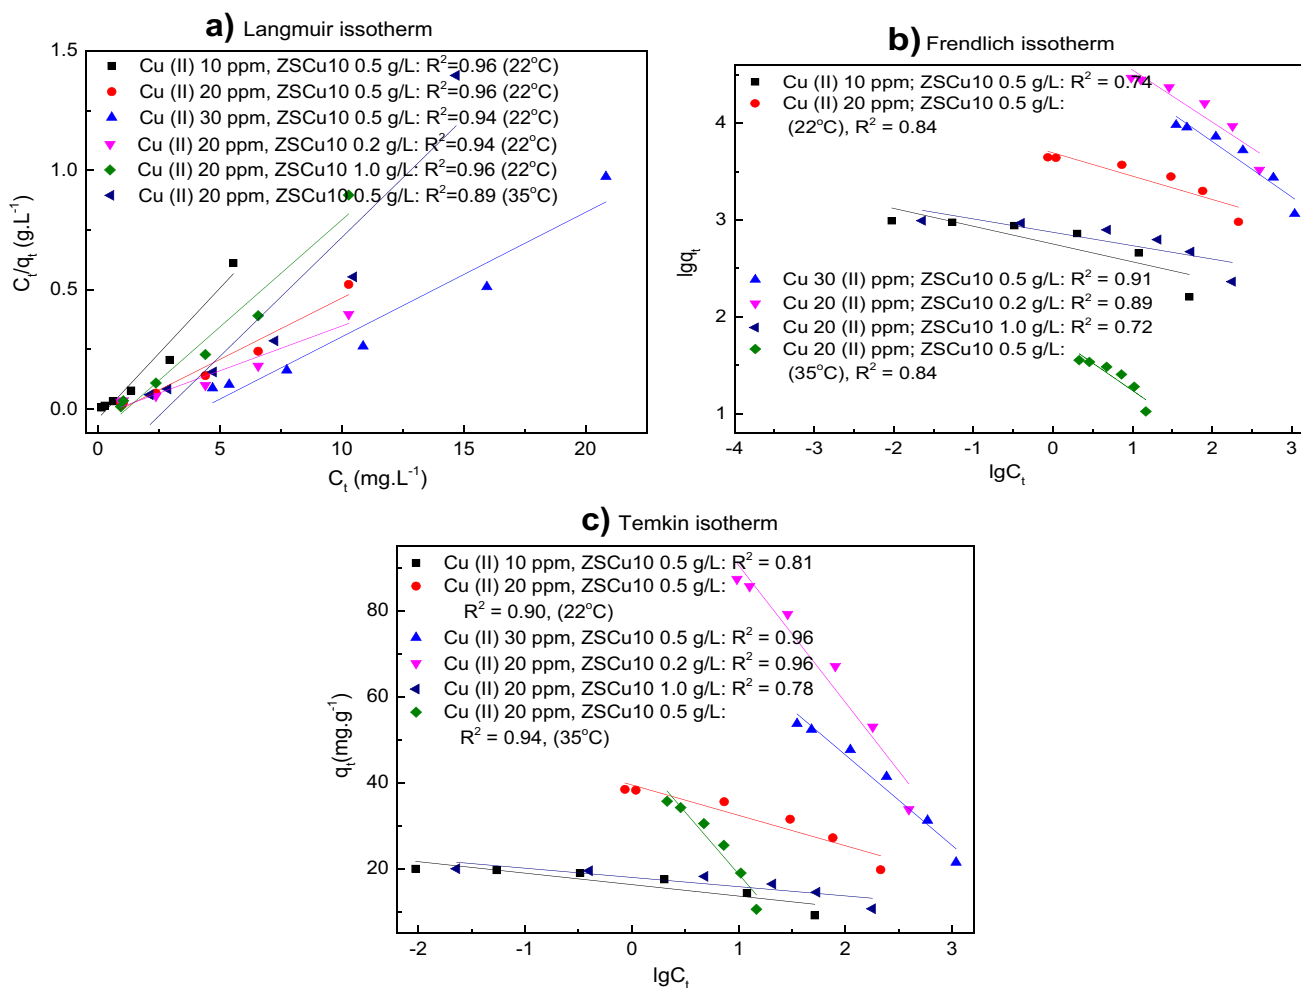 a) Langmuir issotherm
1.5
1.0
0.5
0.0
C_t/q_t (g.L⁻¹)
Cu (II) 10 ppm, ZSCu10 0.5 g/L: R²=0.96 (22°C)
Cu (II) 20 ppm, ZSCu10 0.5 g/L: R²=0.96 (22°C)
Cu (II) 30 ppm, ZSCu10 0.5 g/L: R²=0.94 (22°C)
Cu (II) 20 ppm, ZSCu10 0.2 g/L: R²=0.94 (22°C)
Cu (II) 20 ppm, ZSCu10 1.0 g/L: R²=0.96 (22°C)
Cu (II) 20 ppm, ZSCu10 0.5 g/L: R²=0.89 (35°C)
0 5 10 15 20
C_t (mg.L⁻¹)
b) Frendlich issotherm
4
3
2
1
lgq_t
Cu (II) 10 ppm; ZSCu10 0.5 g/L: R² = 0.74
Cu (II) 20 ppm; ZSCu10 0.5 g/L:
(22°C), R² = 0.84
Cu 30 (II) ppm; ZSCu10 0.5 g/L: R² = 0.91
Cu 20 (II) ppm; ZSCu10 0.2 g/L: R² = 0.89
Cu 20 (II) ppm; ZSCu10 1.0 g/L: R² = 0.72
Cu 20 (II) ppm; ZSCu10 0.5 g/L:
(35°C), R² = 0.84
-4 -3 -2 -1 0 1 2 3
lgC_t
c) Temkin isotherm
80
60
40
20
q_t(mg.g⁻¹)
Cu (II) 10 ppm, ZSCu10 0.5 g/L: R² = 0.81
Cu (II) 20 ppm, ZSCu10 0.5 g/L:
R² = 0.90, (22°C)
Cu (II) 30 ppm, ZSCu10 0.5 g/L: R² = 0.96
Cu (II) 20 ppm, ZSCu10 0.2 g/L: R² = 0.96
Cu (II) 20 ppm, ZSCu10 1.0 g/L: R² = 0.78
Cu (II) 20 ppm, ZSCu10 0.5 g/L:
R² = 0.94, (35°C)
-2 -1 0 1 2 3
lgC_t